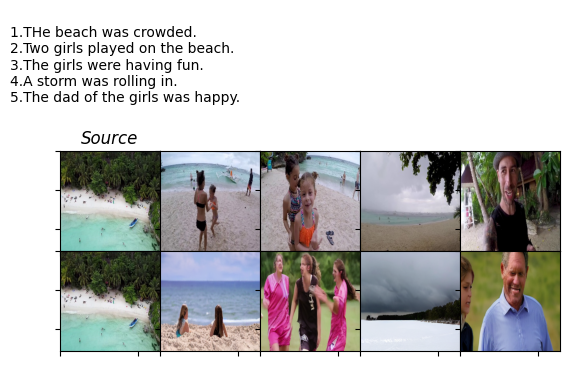 1.THe beach was crowded.
2.Two girls played on the beach.
3.The girls were having fun.
4.A storm was rolling in.
5.The dad of the girls was happy.
Source